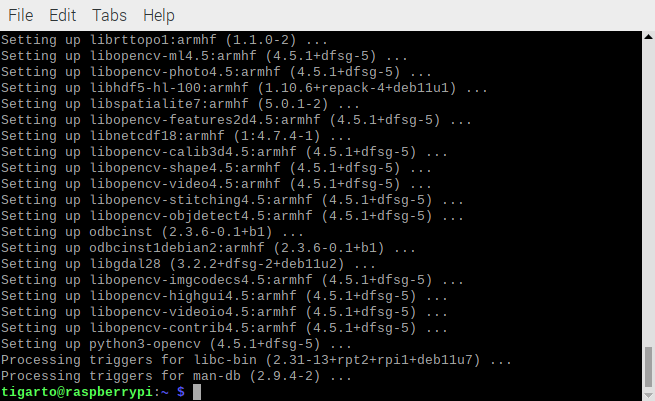 File Edit Tabs Help
Setting up librttopo1:armhf (1.1.0-2) ...
Setting up libopencv-ml4.5:armhf (4.5.1+dfsg-5) ...
Setting up libopencv-photo4.5:armhf (4.5.1+dfsg-5) ...
Setting up libhdf5-hl-100:armhf (1.10.6+repack-4+deb11u1) ...
Setting up libspatialite7:armhf (5.0.1-2) ...
Setting up libopencv-features2d4.5:armhf (4.5.1+dfsg-5) ...
Setting up libnetcdf18:armhf (1:4.7.4-1) ...
Setting up libopencv-calib3d4.5:armhf (4.5.1+dfsg-5) ...
Setting up libopencv-shape4.5:armhf (4.5.1+dfsg-5) ...
Setting up libopencv-video4.5:armhf (4.5.1+dfsg-5) ...
Setting up libopencv-stitching4.5:armhf (4.5.1+dfsg-5) ...
Setting up libopencv-objdetect4.5:armhf (4.5.1+dfsg-5) ...
Setting up odbcinst (2.3.6-0.1+b1) ...
Setting up odbcinst1debian2:armhf (2.3.6-0.1+b1) ...
Setting up libgdal28 (3.2.2+dfsg-2+deb11u2) ...
Setting up libopencv-imgcodecs4.5:armhf (4.5.1+dfsg-5) ...
Setting up libopencv-highgui4.5:armhf (4.5.1+dfsg-5) ...
Setting up libopencv-videoio4.5:armhf (4.5.1+dfsg-5) ...
Setting up libopencv-contrib4.5:armhf (4.5.1+dfsg-5) ...
Setting up python3-opencv (4.5.1+dfsg-5) ...
Processing triggers for libc-bin (2.31-13+rpt2+rpi1+deb11u7) ...
Processing triggers for man-db (2.9.4-2) ...
tigarto@raspberrypi:~ $